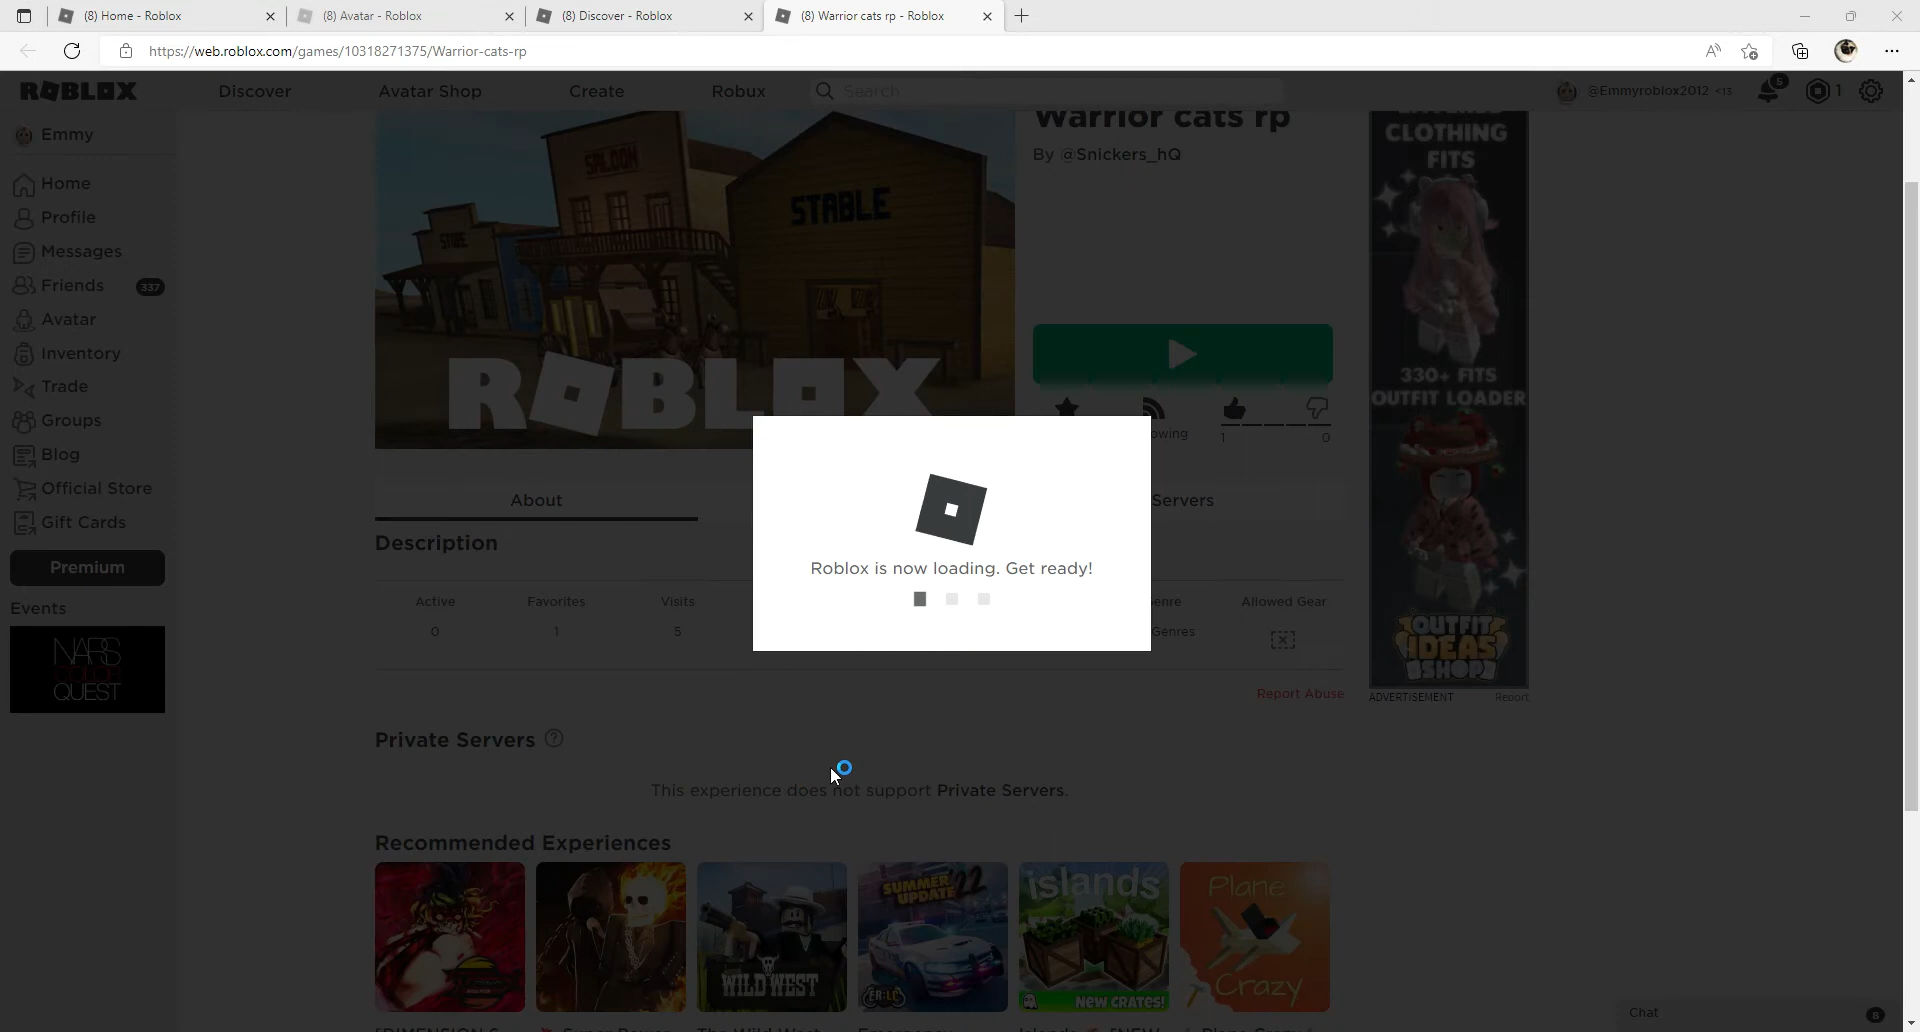 (8) Home - Roblox
(8) Avatar - Roblox
(8) Discover - Roblox
(8) Warrior cats rp - Roblox
https://web.roblox.com/games/10318271375/Warrior-cats-rp
ROBLOX
Discover
Avatar Shop
Create
Robux
Search
@Emmyroblox2012 <13
5
1
Emmy
Home
Profile
Messages
Friends
337
Avatar
Inventory
Trade
Groups
Blog
Official Store
Gift Cards
Premium
Events
NARS
COLOR
QUEST
SALOON
STABLE
ROBLOX
Warrior cats rp
By @Snickers_hQ
1
0
About
Servers
Description
Active
Favorites
Visits
Allowed Gear
0
1
5
Genres
Report Abuse
Roblox is now loading. Get ready!
Private Servers
This experience does not support Private Servers.
Recommended Experiences
WILD WEST
SUMMER
UPDATE '22
ER:LC
islands
NEW CRATES!
Plane
Crazy
CLOTHING
FITS
330+ FITS
OUTFIT LOADER
OUTFIT
IDEAS
SHOP
ADVERTISEMENT
Report
Chat
8